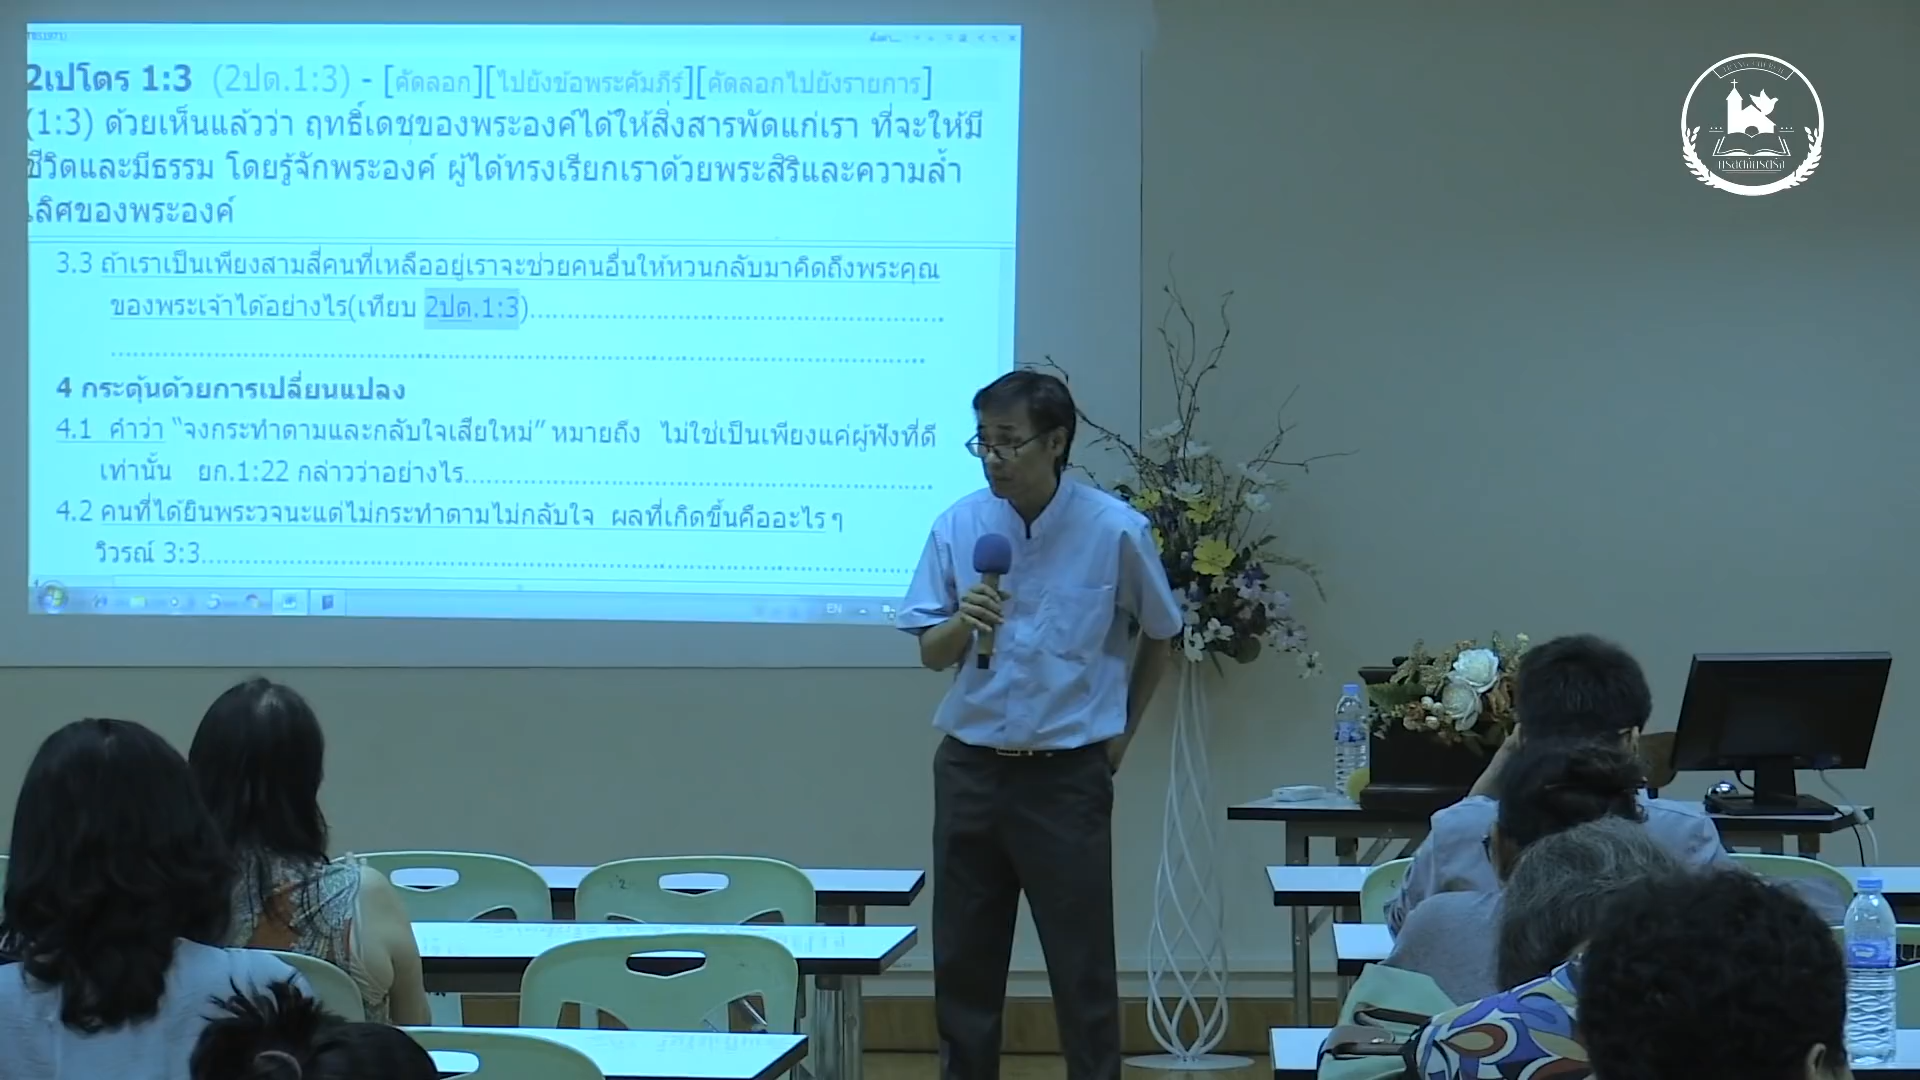 TBS1971)
2เปโตร 1:3 (2ปต.1:3) - [คัดลอก][ไปยังข้อพระคัมภีร์][คัดลอกไปยังรายการ]
(1:3) ด้วยเห็นแล้วว่า ฤทธิ์เดชของพระองค์ได้ให้สิ่งสารพัดแก่เรา ที่จะให้มี
ชีวิตและมีธรรม โดยรู้จักพระองค์ ผู้ได้ทรงเรียกเราด้วยพระสิริและความล้ำ
เลิศของพระองค์
3.3 ถ้าเราเป็นเพียงสามสี่คนที่เหลืออยู่เราจะช่วยคนอื่นให้หวนกลับมาคิดถึงพระคุณ
ของพระเจ้าได้อย่างไร(เทียบ 2ปต.1:3)
4 กระตุ้นด้วยการเปลี่ยนแปลง
4.1 คำว่า "จงกระทำตามและกลับใจเสียใหม่" หมายถึง ไม่ใช่เป็นเพียงแค่ผู้ฟังที่ดี
เท่านั้น ยก.1:22 กล่าวว่าอย่างไร
4.2 คนที่ได้ยินพระวจนะแต่ไม่กระทำตามไม่กลับใจ ผลที่เกิดขึ้นคืออะไร ๆ
วิวรณ์ 3:3
EN